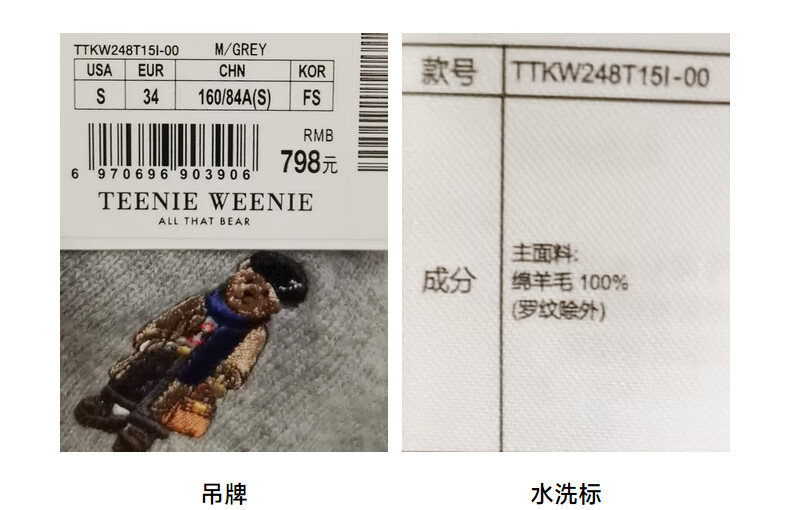 TTKW248T15I-00 M/GREY
USA EUR CHN KOR
S 34 160/84A(S) FS
RMB
798元
6 970696 903906
TEENIE WEENIE
ALL THAT BEAR
款号 TTKW248T15I-00
成分
主面料:
绵羊毛 100%
(罗纹除外)
吊牌 水洗标